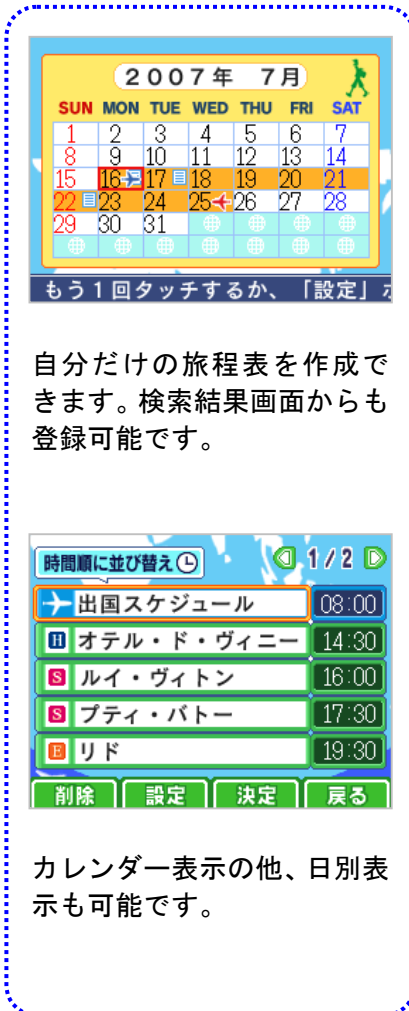 2007年 7月
SUN MON TUE WED THU FRI SAT
1 2 3 4 5 6 7
8 9 10 11 12 13 14
15 16 17 18 19 20 21
22 23 24 25 26 27 28
29 30 31
もう1回タッチするか、「設定」
自分だけの旅程表を作成で
きます。検索結果画面からも
登録可能です。
時間順に並び替え 1/2
出国スケジュール 08:00
H オテル・ド・ヴィニー 14:30
S ルイ・ヴィトン 16:00
S プティ・バトー 17:30
E リド 19:30
削除 設定 決定 戻る
カレンダー表示の他、日別表
示も可能です。